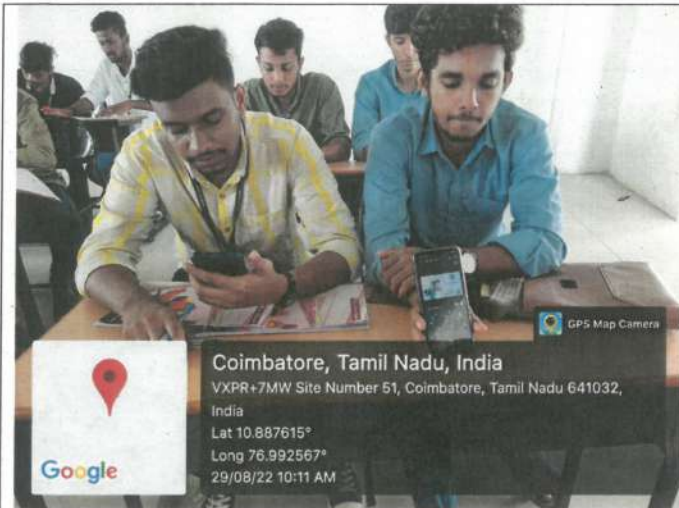 GPS Map Camera
Coimbatore, Tamil Nadu, India
VXPR+7MW Site Number 51, Coimbatore, Tamil Nadu 641032,
India
Lat 10.887615°
Long 76.992567°
29/08/22 10:11 AM
Google